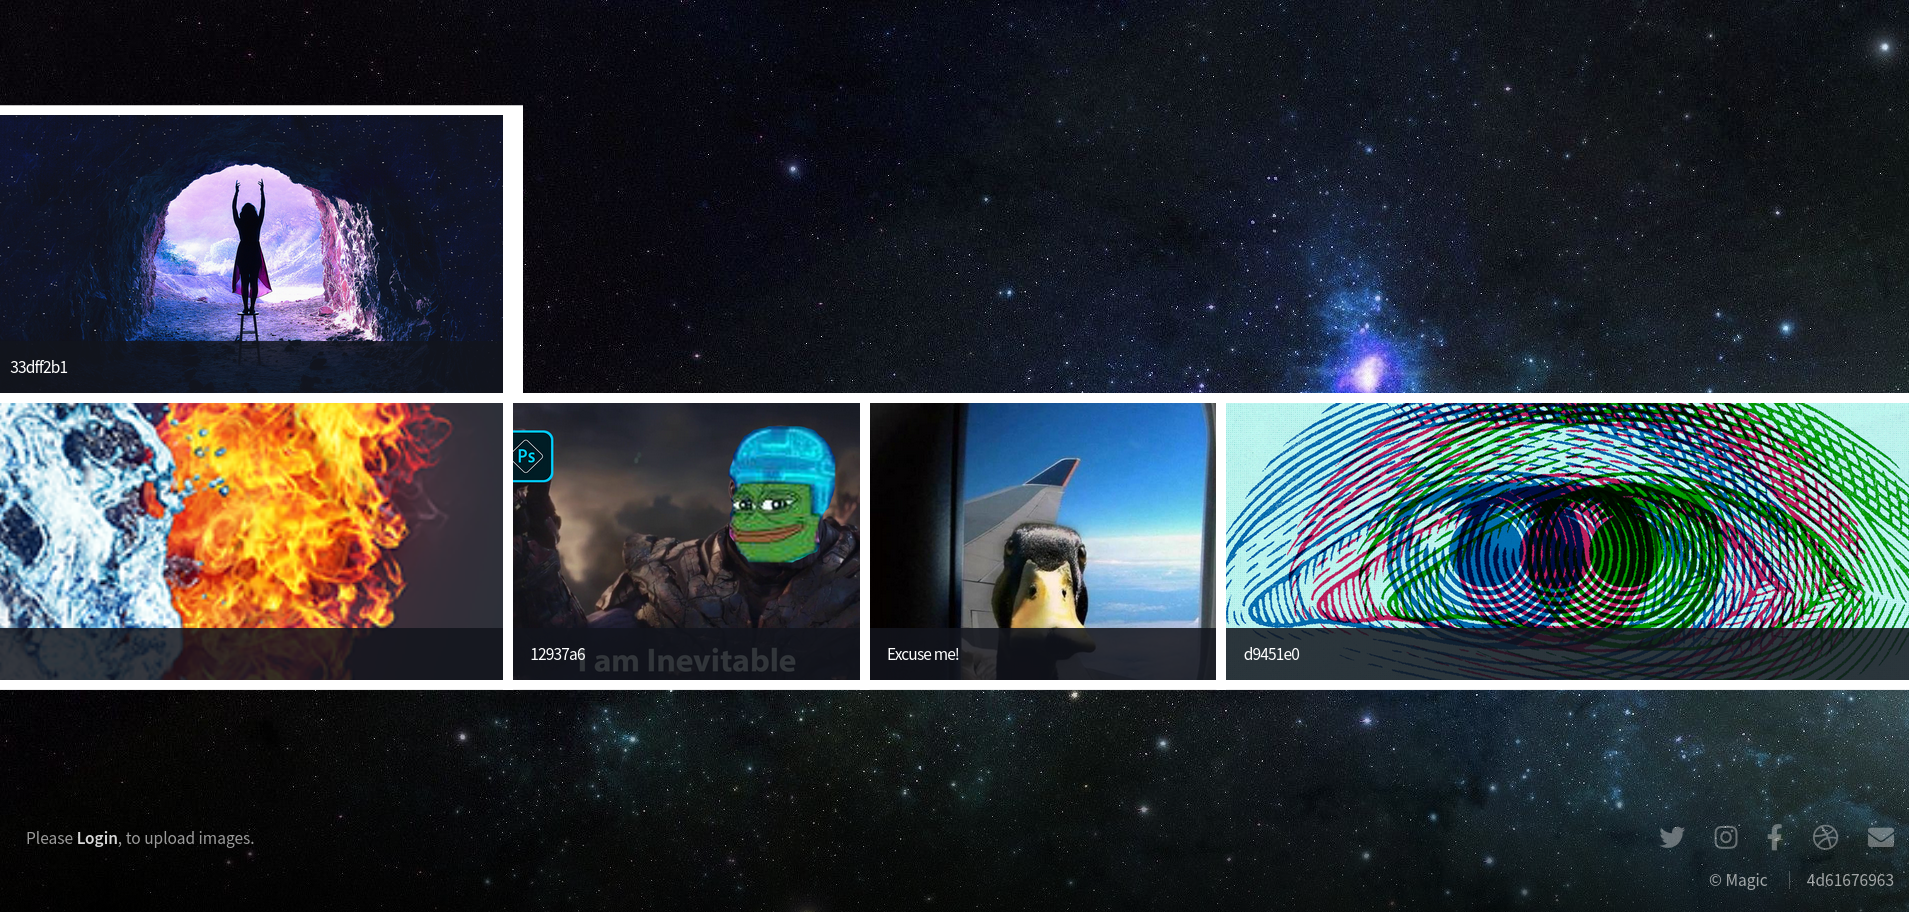 33dff2b1
Ps
I am Inevitable
12937a6
Excuse me!
d9451e0
Please Login, to upload images.
© Magic
4d61676963